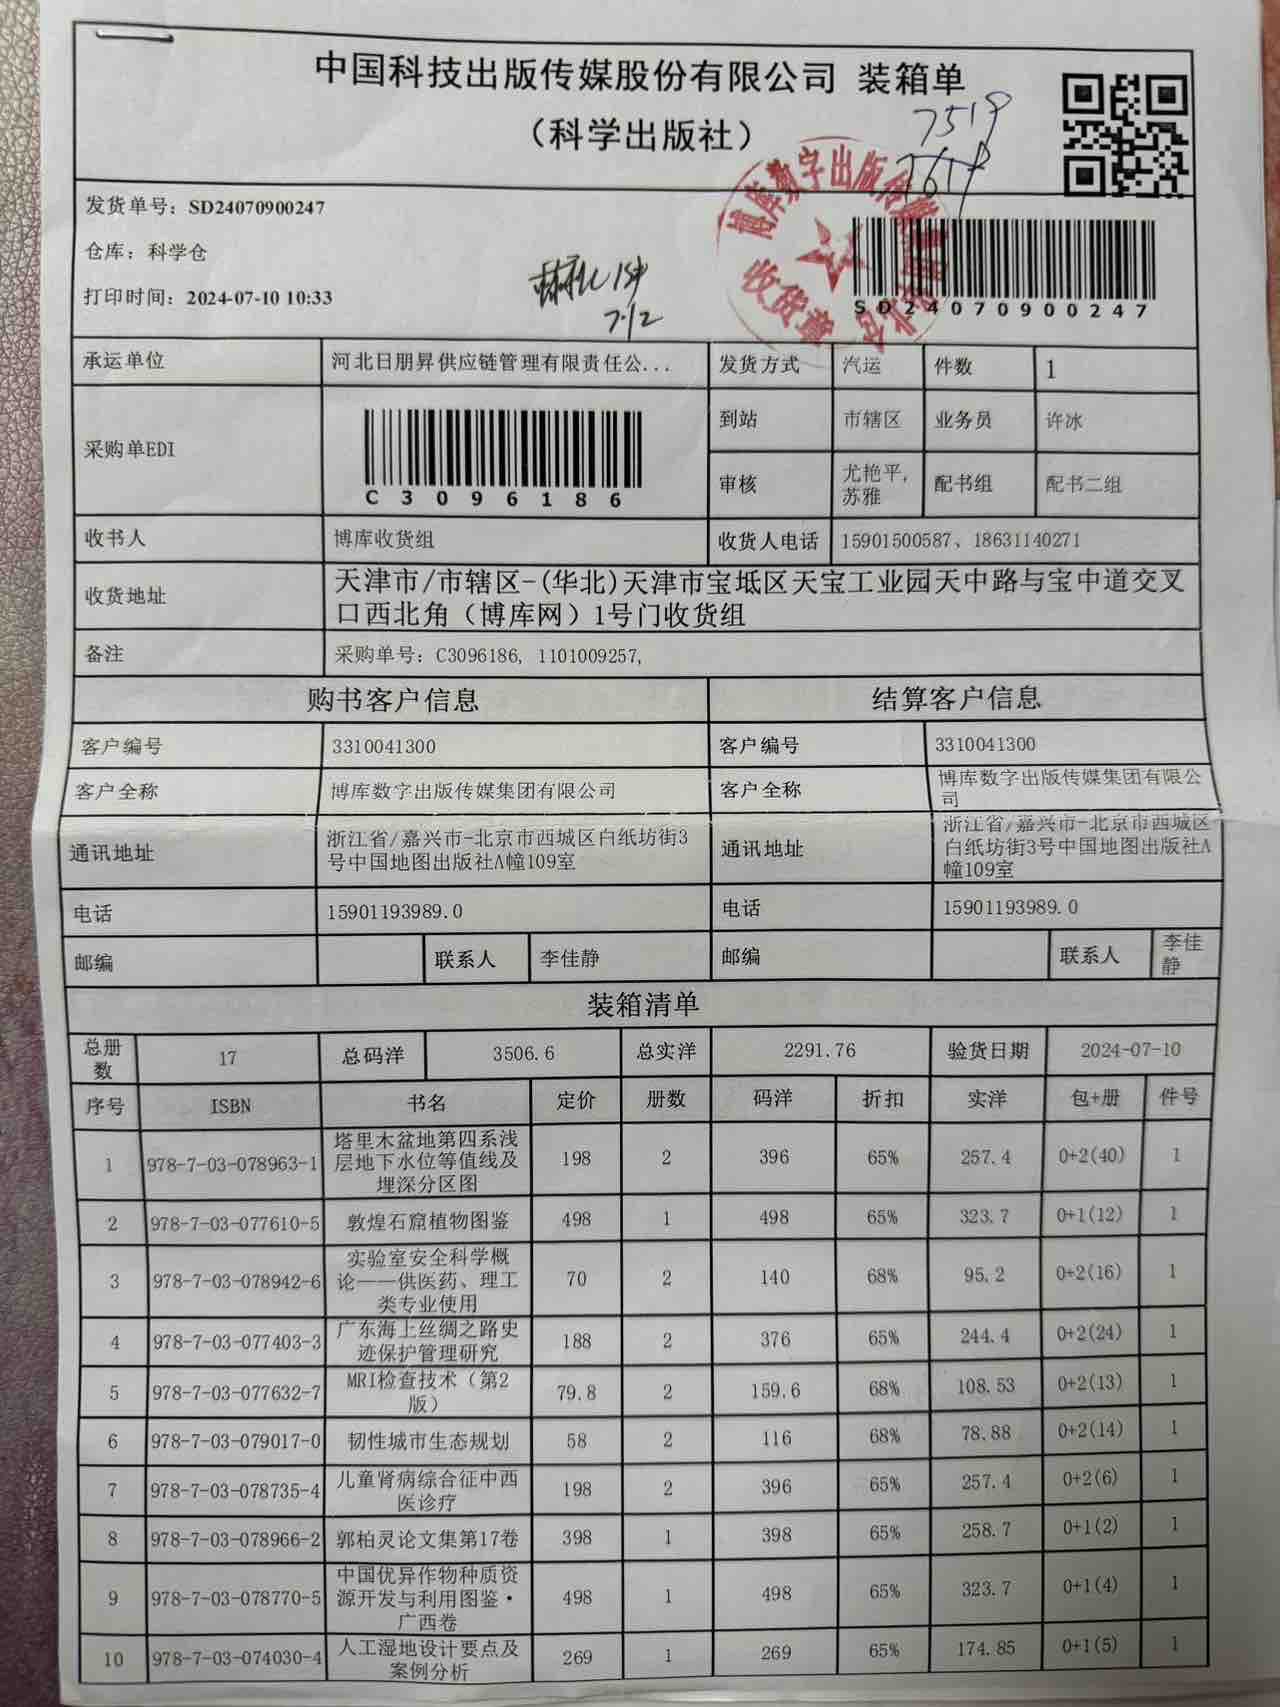 中国科技出版传媒股份有限公司 装箱单
（科学出版社）
7519
发货单号：SD24070900247
仓库：科学仓
打印时间：2024-07-10 10:33
7.12
博库数字出版传媒集团
收货章
SD24070900247
承运单位 河北日朋昇供应链管理有限责任公... 发货方式 汽运 件数 1
采购单EDI C3096186 到站 市辖区 业务员 许冰
审核 尤艳平, 苏雅 配书组 配书二组
收书人 博库收货组 收货人电话 15901500587、18631140271
收货地址 天津市/市辖区-(华北)天津市宝坻区天宝工业园天中路与宝中道交叉
口西北角（博库网）1号门收货组
备注 采购单号：C3096186, 1101009257,
购书客户信息 结算客户信息
客户编号 3310041300 客户编号 3310041300
客户全称 博库数字出版传媒集团有限公司 客户全称 博库数字出版传媒集团有限公司
通讯地址 浙江省/嘉兴市-北京市西城区白纸坊街3号中国地图出版社A幢109室 通讯地址 浙江省/嘉兴市-北京市西城区白纸坊街3号中国地图出版社A幢109室
电话 15901193989.0 电话 15901193989.0
邮编 联系人 李佳静 邮编 联系人 李佳静
装箱清单
总册数 17 总码洋 3506.6 总实洋 2291.76 验货日期 2024-07-10
序号 ISBN 书名 定价 册数 码洋 折扣 实洋 包+册 件号
1 978-7-03-078963-1 塔里木盆地第四系浅层地下水位等值线及埋深分区图 198 2 396 65% 257.4 0+2(40) 1
2 978-7-03-077610-5 敦煌石窟植物图鉴 498 1 498 65% 323.7 0+1(12) 1
3 978-7-03-078942-6 实验室安全科学概论——供医药、理工类专业使用 70 2 140 68% 95.2 0+2(16) 1
4 978-7-03-077403-3 广东海上丝绸之路史迹保护管理研究 188 2 376 65% 244.4 0+2(24) 1
5 978-7-03-077632-7 MRI检查技术（第2版） 79.8 2 159.6 68% 108.53 0+2(13) 1
6 978-7-03-079017-0 韧性城市生态规划 58 2 116 68% 78.88 0+2(14) 1
7 978-7-03-078735-4 儿童肾病综合征中西医诊疗 198 2 396 65% 257.4 0+2(6) 1
8 978-7-03-078966-2 郭柏灵论文集第17卷 398 1 398 65% 258.7 0+1(2) 1
9 978-7-03-078770-5 中国优异作物种质资源开发与利用图鉴·广西卷 498 1 498 65% 323.7 0+1(4) 1
10 978-7-03-074030-4 人工湿地设计要点及案例分析 269 1 269 65% 174.85 0+1(5) 1